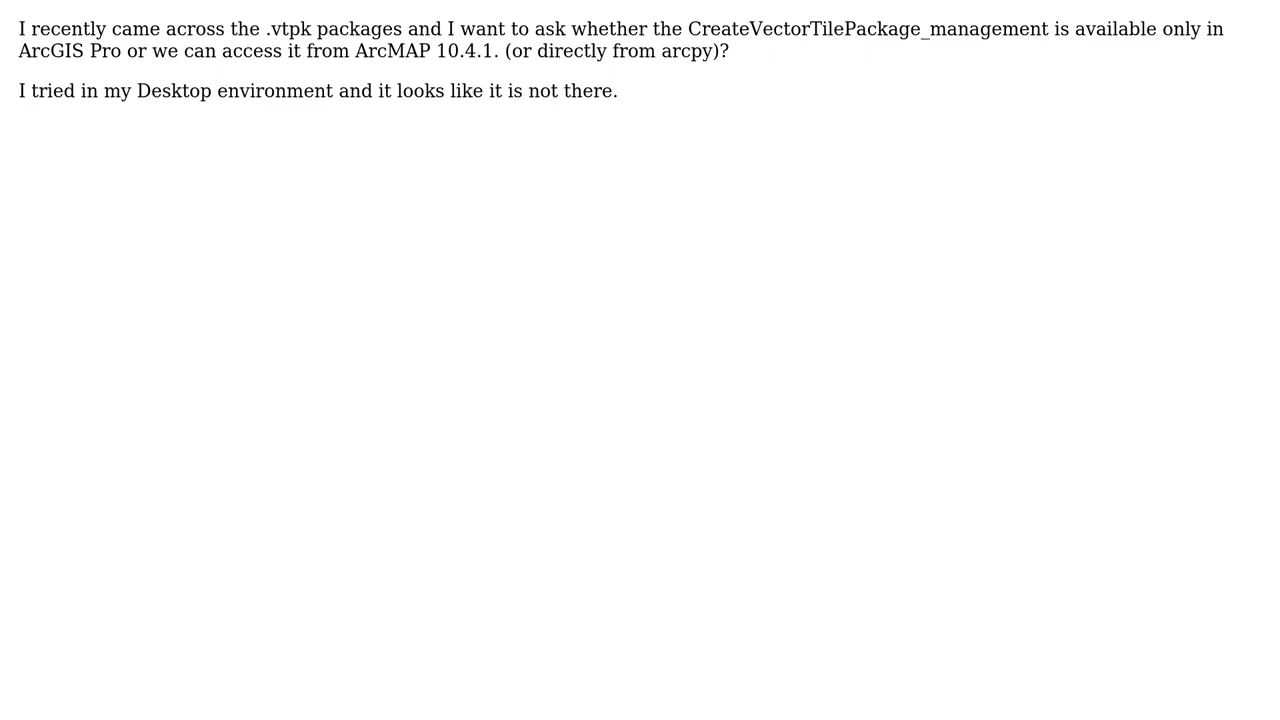 I recently came across the .vtpk packages and I want to ask whether the CreateVectorTilePackage_management is available only in
ArcGIS Pro or we can access it from ArcMAP 10.4.1. (or directly from arcpy)?
I tried in my Desktop environment and it looks like it is not there.